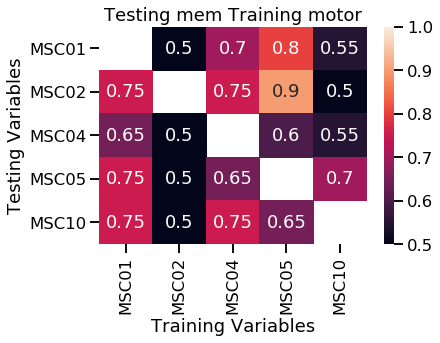 Testing mem Training motor
Testing Variables
MSC01 0.5 0.7 0.8 0.55
MSC02 0.75 0.75 0.9 0.5
MSC04 0.65 0.5 0.6 0.55
MSC05 0.75 0.5 0.65 0.7
MSC10 0.75 0.5 0.75 0.65
MSC01 MSC02 MSC04 MSC05 MSC10
Training Variables
1.0
0.9
0.8
0.7
0.6
0.5